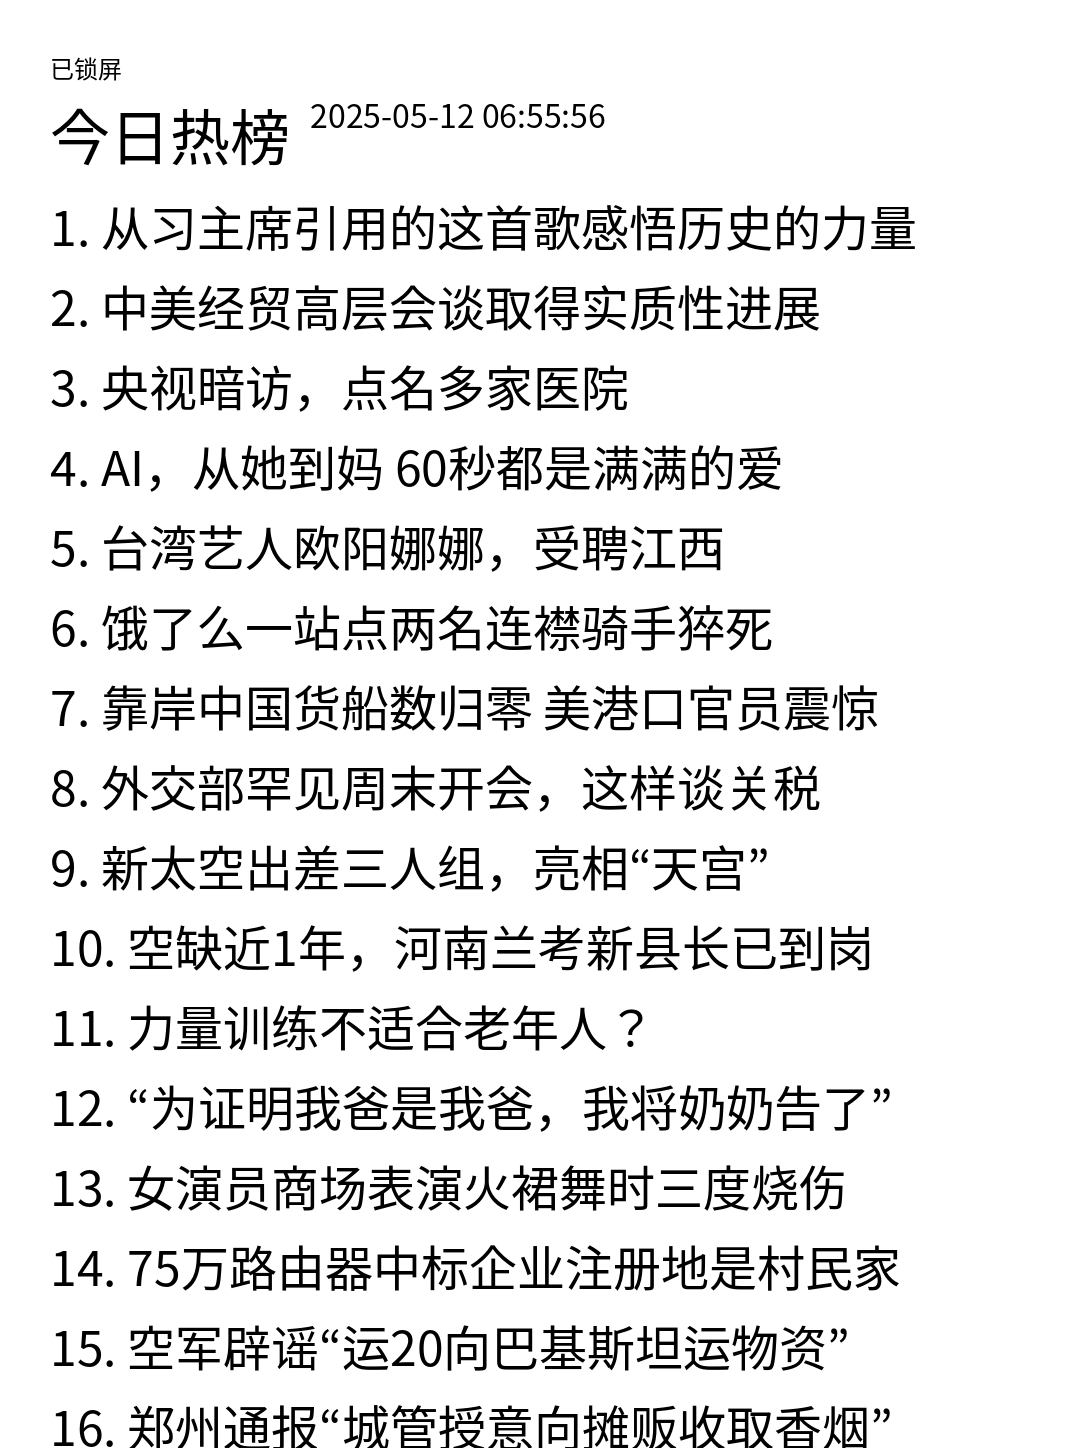 已锁屏
今日热榜 2025-05-12 06:55:56
1. 从习主席引用的这首歌感悟历史的力量
2. 中美经贸高层会谈取得实质性进展
3. 央视暗访，点名多家医院
4. AI，从她到妈 60秒都是满满的爱
5. 台湾艺人欧阳娜娜，受聘江西
6. 饿了么一站点两名连襟骑手猝死
7. 靠岸中国货船数归零 美港口官员震惊
8. 外交部罕见周末开会，这样谈关税
9. 新太空出差三人组，亮相“天宫”
10. 空缺近1年，河南兰考新县长已到岗
11. 力量训练不适合老年人？
12. “为证明我爸是我爸，我将奶奶告了”
13. 女演员商场表演火裙舞时三度烧伤
14. 75万路由器中标企业注册地是村民家
15. 空军辟谣“运20向巴基斯坦运物资”
16. 郑州通报“城管授意向摊贩收取香烟”